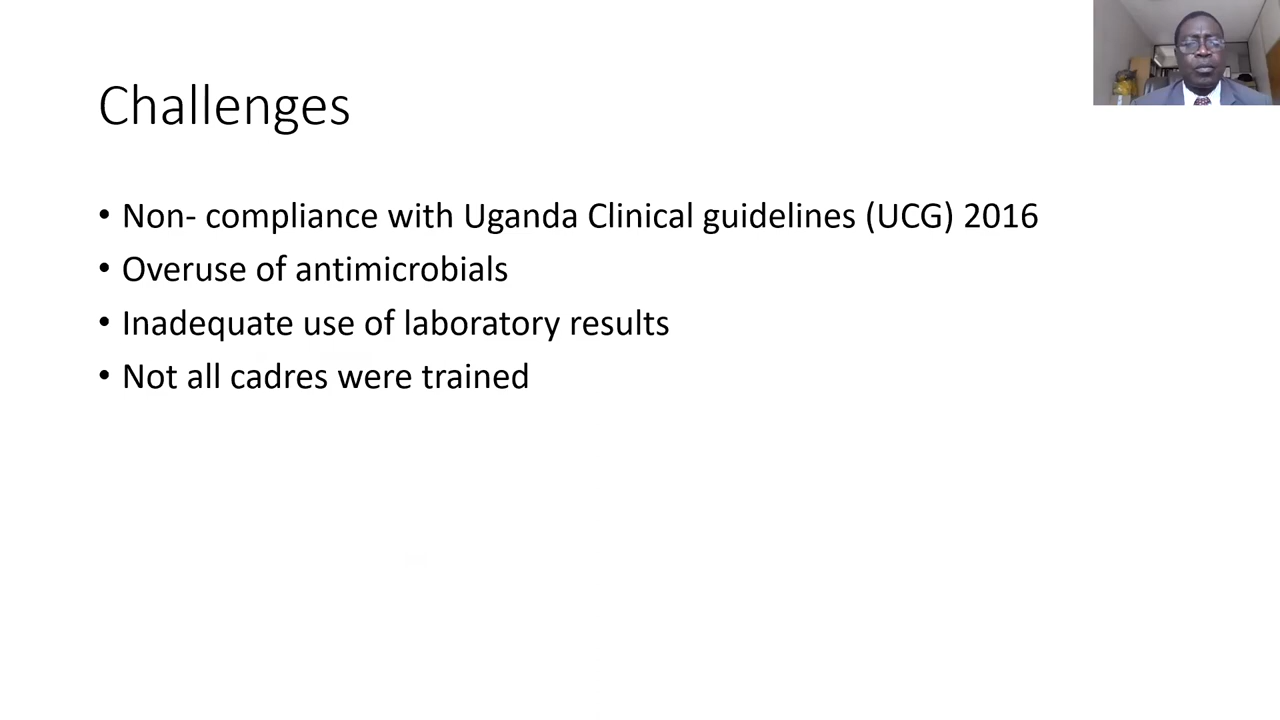 Challenges
• Non- compliance with Uganda Clinical guidelines (UCG) 2016
• Overuse of antimicrobials
• Inadequate use of laboratory results
• Not all cadres were trained